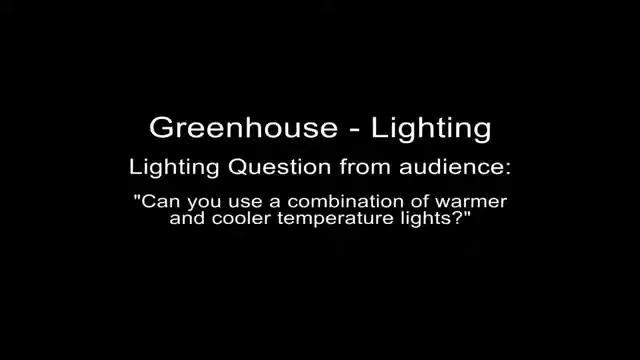 Greenhouse - Lighting
Lighting Question from audience:
"Can you use a combination of warmer
and cooler temperature lights?"